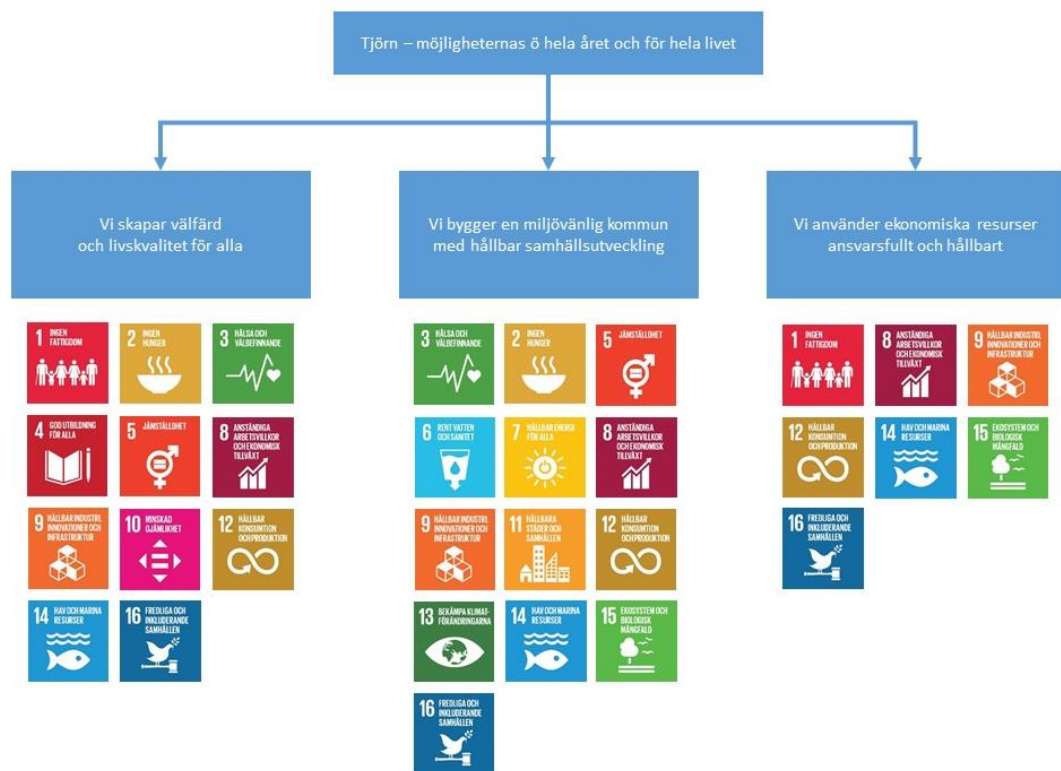 Tjörn – möjligheternas ö hela året och för hela livet
Vi skapar välfärd
och livskvalitet för alla
1 INGEN
FATTIGDOM
2 INGEN
HUNGER
3 HÄLSA OCH
VÄLBEFINNANDE
4 GOD UTBILDNING
FÖR ALLA
5 JÄMSTÄLLDHET
8 ANSTÄNDIGA
ARBETSVILLKOR
OCH EKONOMISK
TILLVÄXT
9 HÅLLBAR INDUSTRI,
INNOVATIONER OCH
INFRASTRUKTUR
10 MINSKAD
OJÄMLIKHET
12 HÅLLBAR
KONSUMTION
OCH PRODUKTION
14 HAV OCH MARINA
RESURSER
16 FREDLIGA OCH
INKLUDERANDE
SAMHÄLLEN
Vi bygger en miljövänlig kommun
med hållbar samhällsutveckling
3 HÄLSA OCH
VÄLBEFINNANDE
2 INGEN
HUNGER
5 JÄMSTÄLLDHET
6 RENT VATTEN
OCH SANITET
7 HÅLLBAR ENERGI
FÖR ALLA
8 ANSTÄNDIGA
ARBETSVILLKOR
OCH EKONOMISK
TILLVÄXT
9 HÅLLBAR INDUSTRI,
INNOVATIONER OCH
INFRASTRUKTUR
11 HÅLLBARA
STÄDER OCH
SAMHÄLLEN
12 HÅLLBAR
KONSUMTION
OCH PRODUKTION
13 BEKÄMPA KLIMAT-
FÖRÄNDRINGARNA
14 HAV OCH MARINA
RESURSER
15 EKOSYSTEM OCH
BIOLOGISK
MÅNGFALD
16 FREDLIGA OCH
INKLUDERANDE
SAMHÄLLEN
Vi använder ekonomiska resurser
ansvarsfullt och hållbart
1 INGEN
FATTIGDOM
8 ANSTÄNDIGA
ARBETSVILLKOR
OCH EKONOMISK
TILLVÄXT
9 HÅLLBAR INDUSTRI,
INNOVATIONER OCH
INFRASTRUKTUR
12 HÅLLBAR
KONSUMTION
OCH PRODUKTION
14 HAV OCH MARINA
RESURSER
15 EKOSYSTEM OCH
BIOLOGISK
MÅNGFALD
16 FREDLIGA OCH
INKLUDERANDE
SAMHÄLLEN